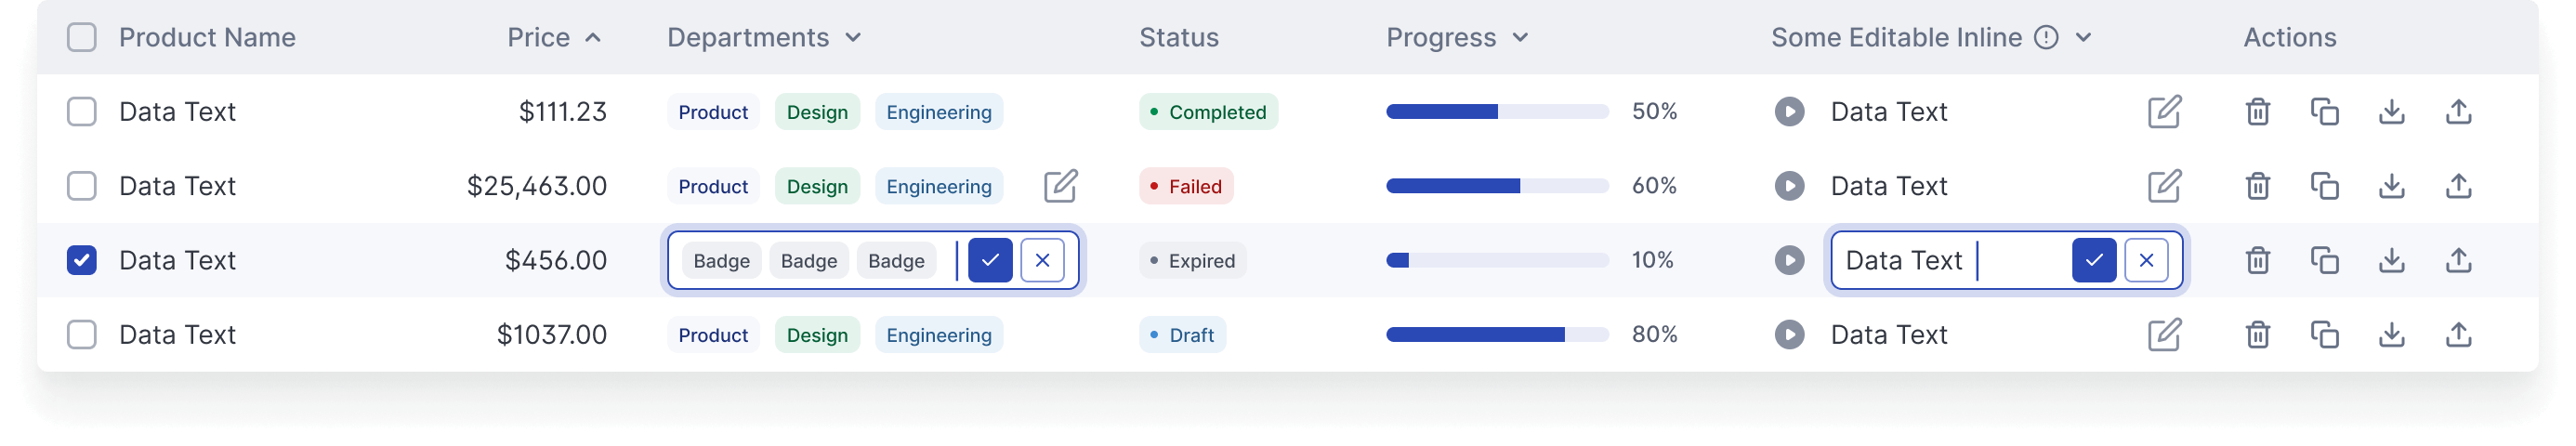 Product Name Price Departments Status Progress Some Editable Inline Actions
Data Text $111.23 Product Design Engineering Completed 50% Data Text
Data Text $25,463.00 Product Design Engineering Failed 60% Data Text
Data Text $456.00 Badge Badge Badge Expired 10% Data Text
Data Text $1037.00 Product Design Engineering Draft 80% Data Text